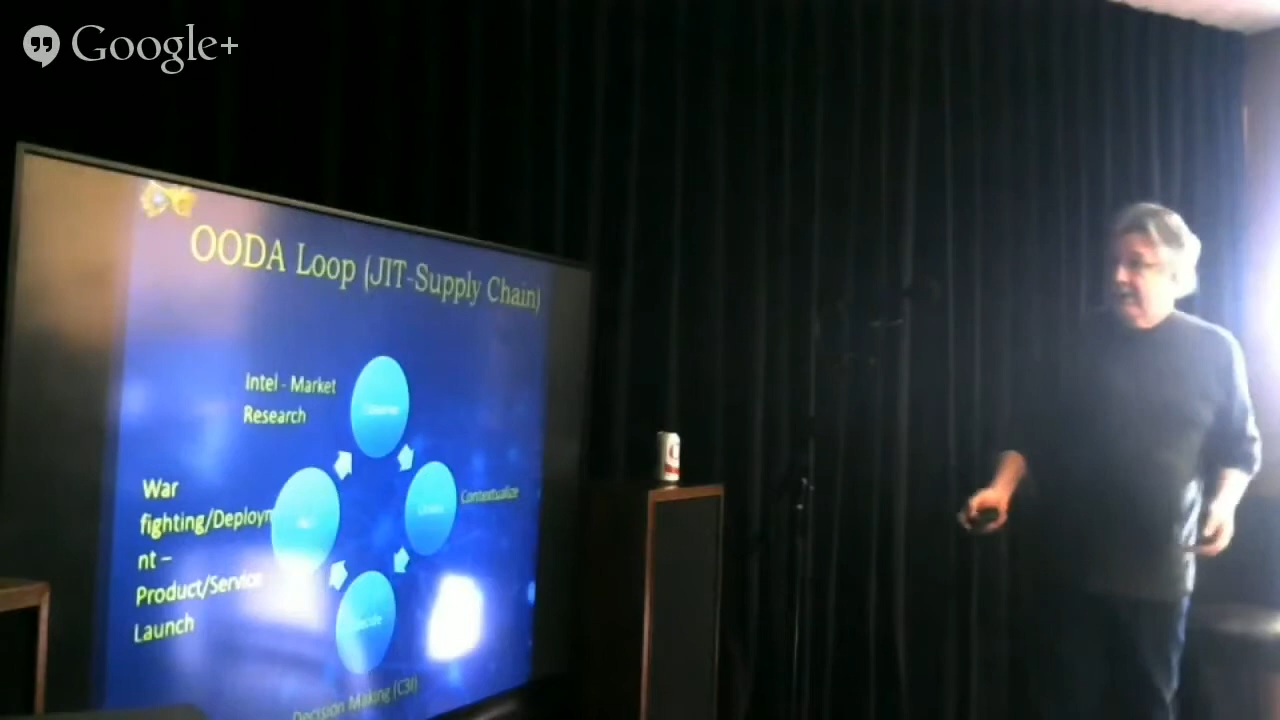 Google+
OODA Loop (JIT-Supply Chain)
Intel - Market
Research
Contextualize
War
fighting/Deploym
nt –
Product/Service
Launch
Decision Making (C3I)